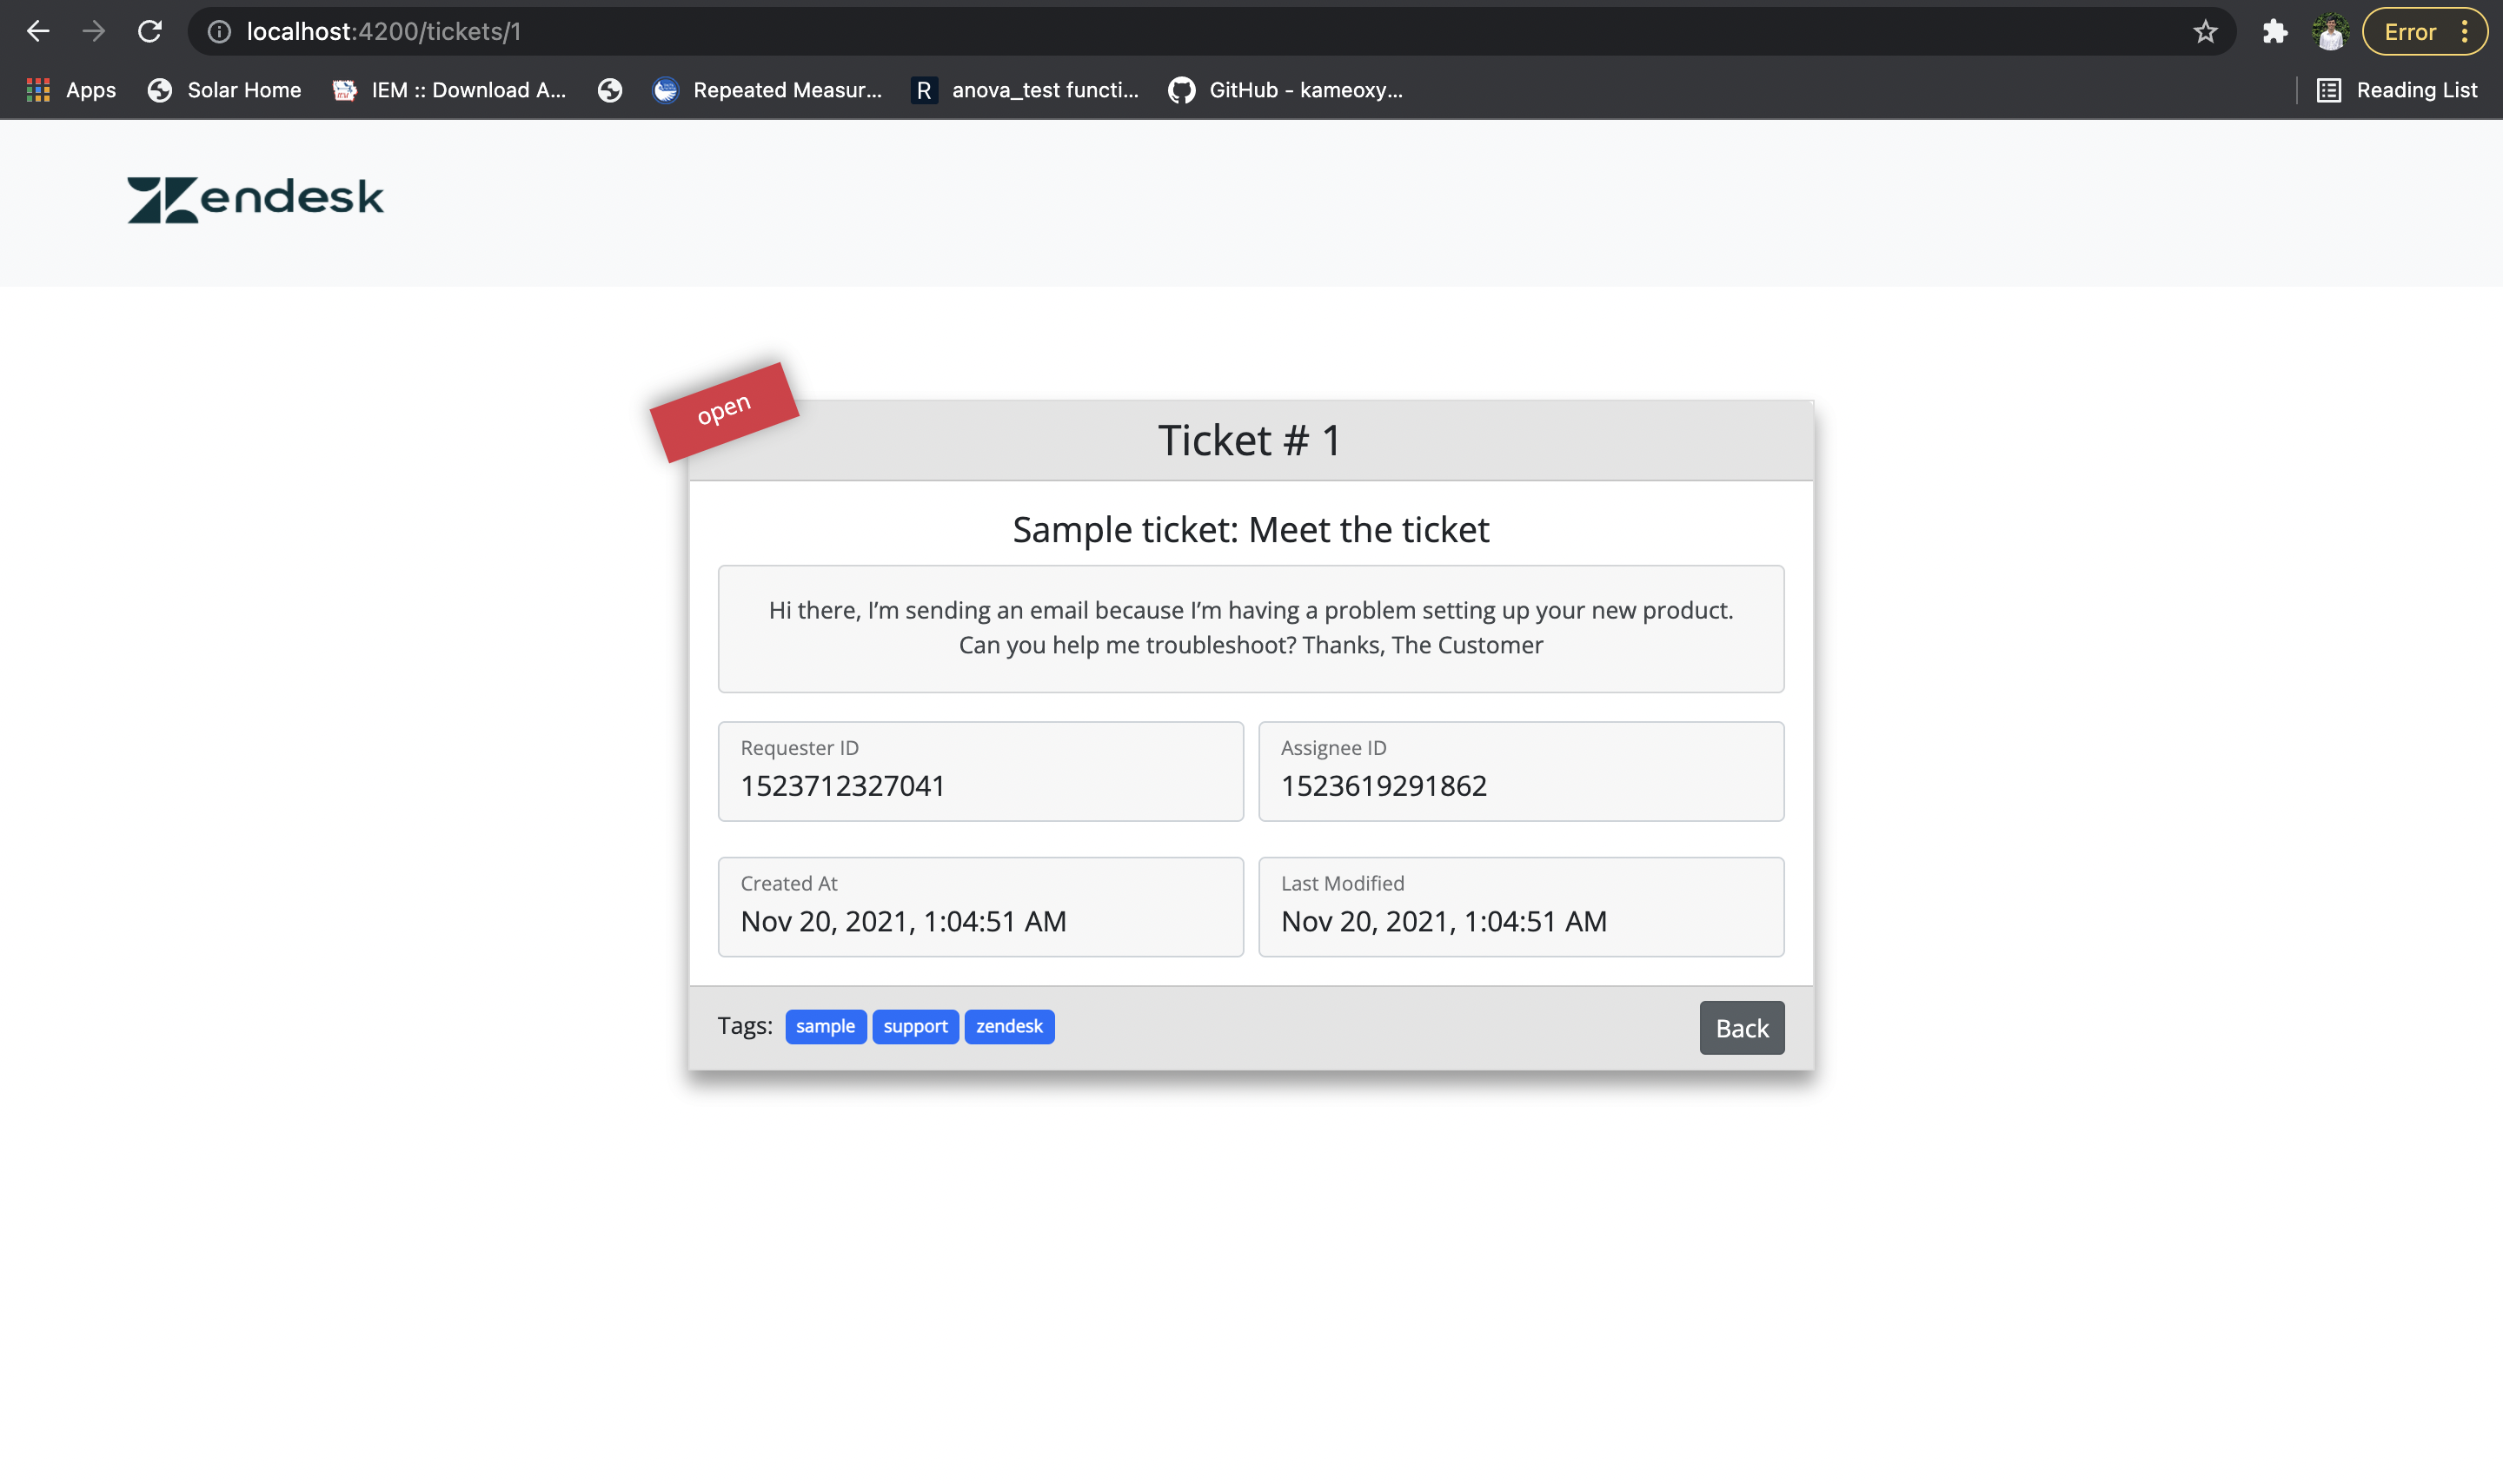 localhost:4200/tickets/1
Error
Apps
Solar Home
IEM :: Download A...
Repeated Measur...
R
anova_test functi...
GitHub - kameoxy...
Reading List
zendesk
open
Ticket # 1
Sample ticket: Meet the ticket
Hi there, I’m sending an email because I’m having a problem setting up your new product.
Can you help me troubleshoot? Thanks, The Customer
Requester ID
1523712327041
Assignee ID
1523619291862
Created At
Nov 20, 2021, 1:04:51 AM
Last Modified
Nov 20, 2021, 1:04:51 AM
Tags: sample support zendesk
Back